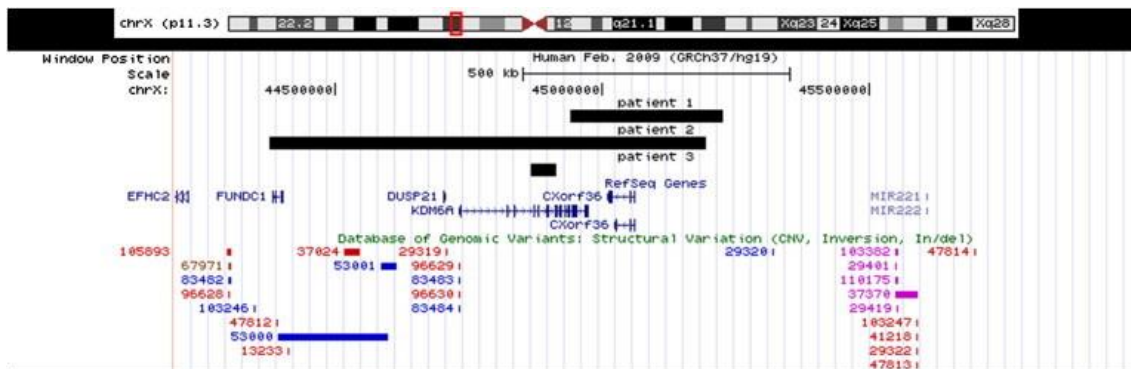 chrX (p11.3) 22.2 12 q21.1 Xq23 24 Xq25 Xq28
Window Position Human Feb. 2009 (GRCh37/hg19)
Scale 500 kb
chrX: 44500000 45000000 45500000
patient 1
patient 2
patient 3
RefSeq Genes
EFHC2 FUNDC1 DUSP21 CXorf36 MIR221
KDM6A MIR222
CXorf36
Database of Genomic Variants: Structural Variation (CNV, Inversion, In/del)
105893 37024 29319 29320 103382 47814
67971 53001 96629 29401
83482 83483 110175
96628 96630 37370
103246 83484 29419
47812 103247
53000 41218
13233 29322
47813